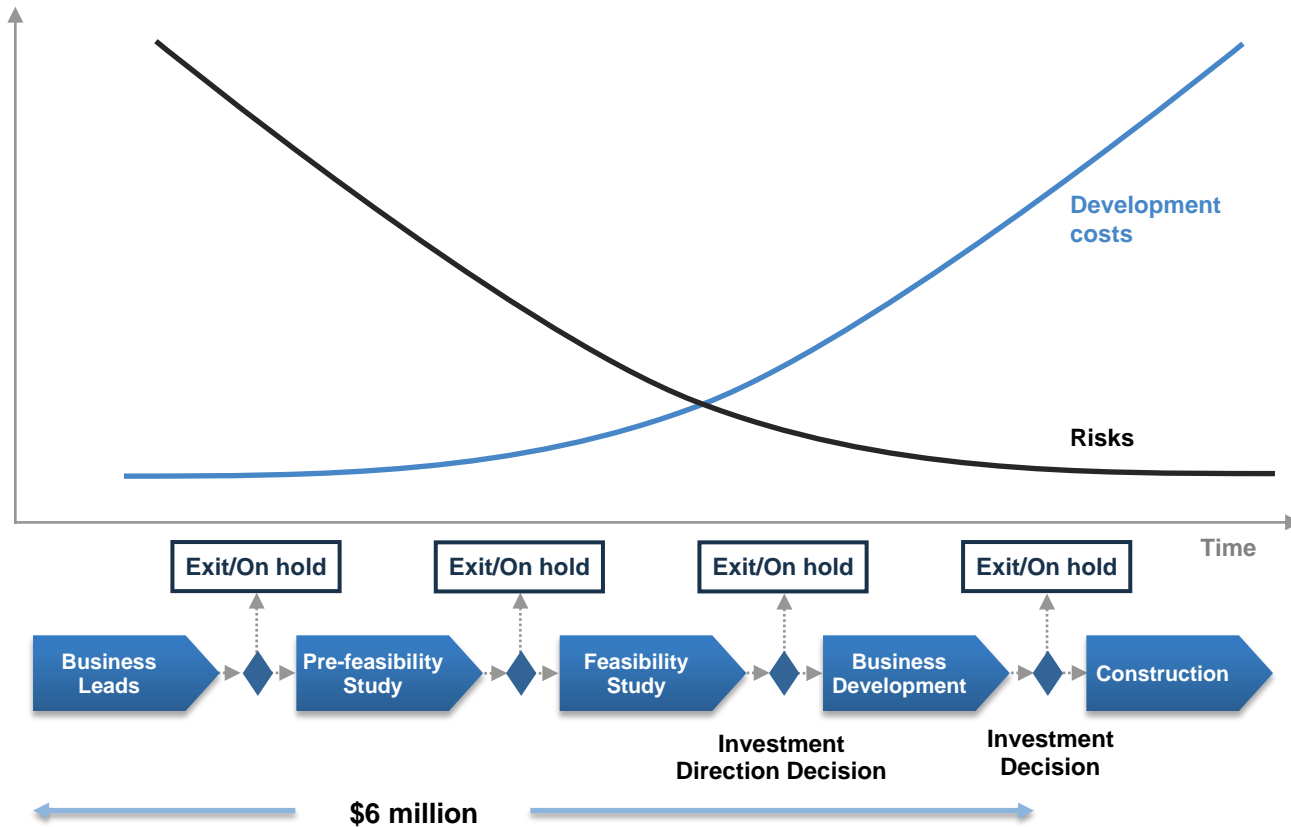 Development
costs
Risks
Time
Exit/On hold
Exit/On hold
Exit/On hold
Exit/On hold
Business
Leads
Pre-feasibility
Study
Feasibility
Study
Business
Development
Construction
Investment
Direction Decision
Investment
Decision
$6 million